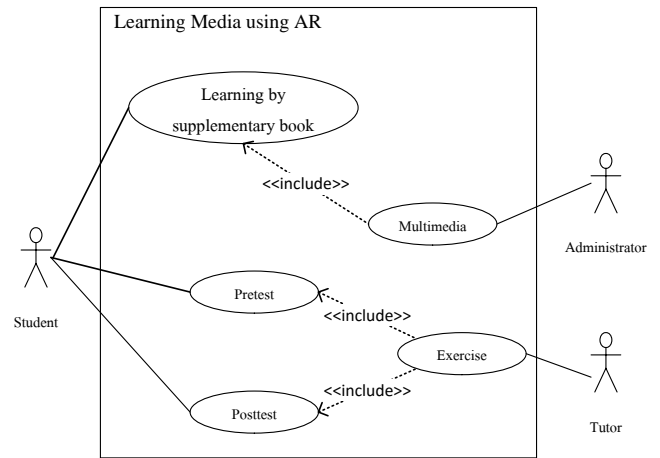 Learning Media using AR
Learning by
supplementary book
<<include>>
Multimedia
Administrator
Student
Pretest
<<include>>
Exercise
<<include>>
Posttest
Tutor